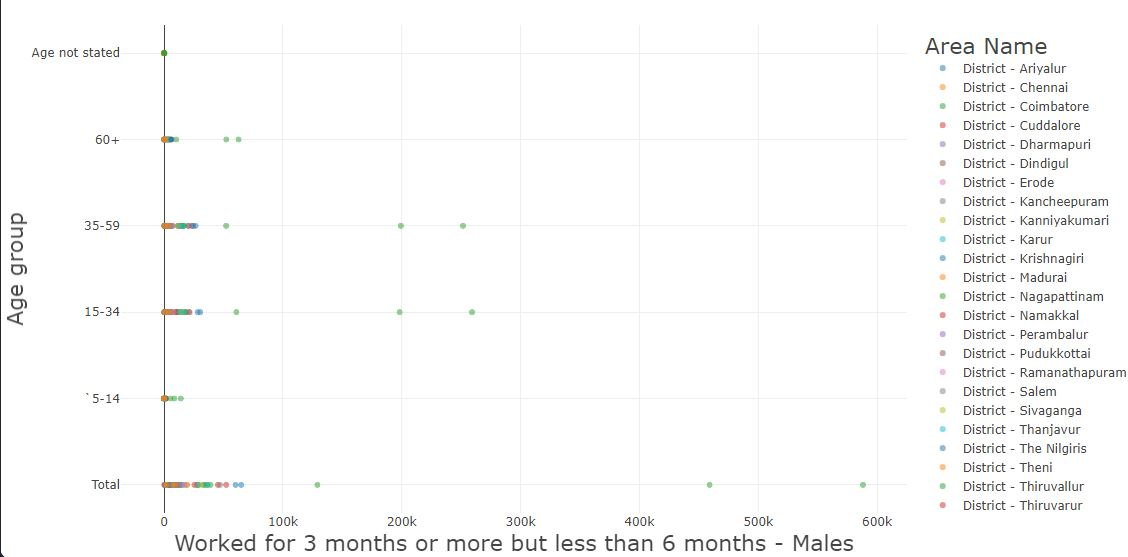 Age not stated
60+
35-59
15-34
`5-14
Total
Age group
0 100k 200k 300k 400k 500k 600k
Worked for 3 months or more but less than 6 months - Males
Area Name
District - Ariyalur
District - Chennai
District - Coimbatore
District - Cuddalore
District - Dharmapuri
District - Dindigul
District - Erode
District - Kancheepuram
District - Kanniyakumari
District - Karur
District - Krishnagiri
District - Madurai
District - Nagapattinam
District - Namakkal
District - Perambalur
District - Pudukkottai
District - Ramanathapuram
District - Salem
District - Sivaganga
District - Thanjavur
District - The Nilgiris
District - Theni
District - Thiruvallur
District - Thiruvarur